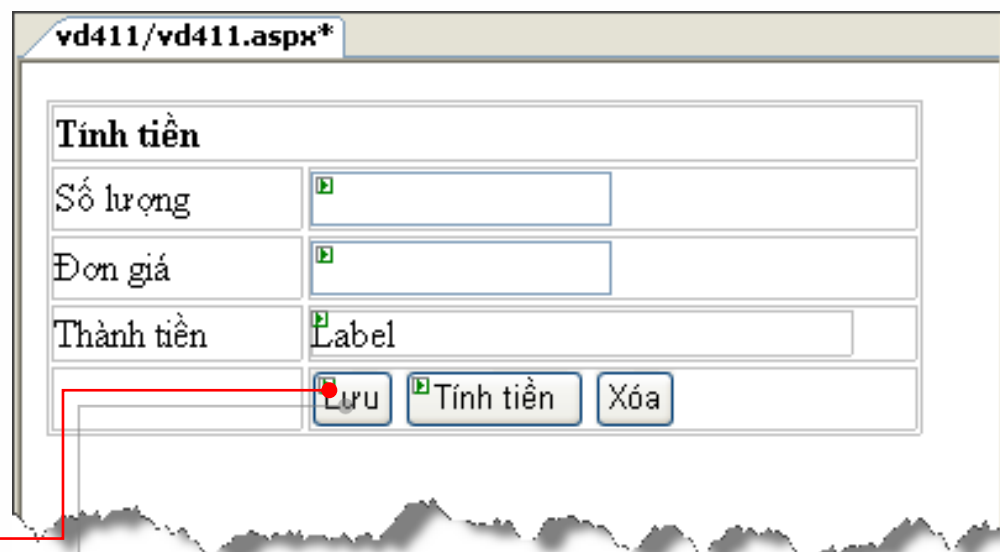 vd411/vd411.aspx*
Tính tiền
Số lượng
Đơn giá
Thành tiền Label
Lưu Tính tiền Xóa